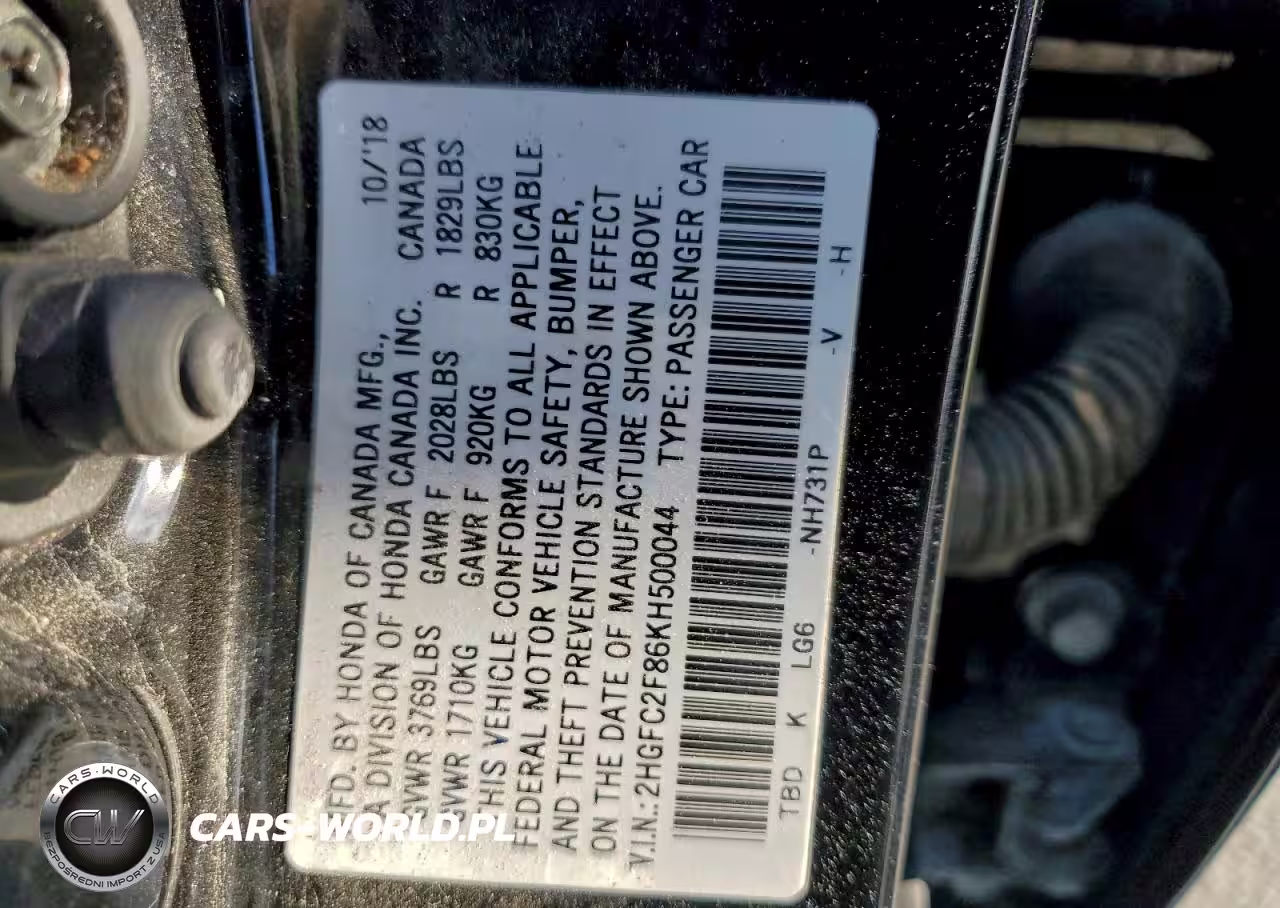 MFD. BY HONDA OF CANADA MFG., 10/'18
A DIVISION OF HONDA CANADA INC. CANADA
GVWR 3769LBS GAWR F 2028LBS R 1829LBS
GVWR 1710KG GAWR F 920KG R 830KG
THIS VEHICLE CONFORMS TO ALL APPLICABLE
FEDERAL MOTOR VEHICLE SAFETY, BUMPER,
AND THEFT PREVENTION STANDARDS IN EFFECT
ON THE DATE OF MANUFACTURE SHOWN ABOVE.
V.I.N.: 2HGFC2F86KH500044 TYPE: PASSENGER CAR
TBD K LG6 -NH731P -V -H
CARS-WORLD
CW
BEZPOŚREDNI IMPORT Z USA
CARS-WORLD.PL